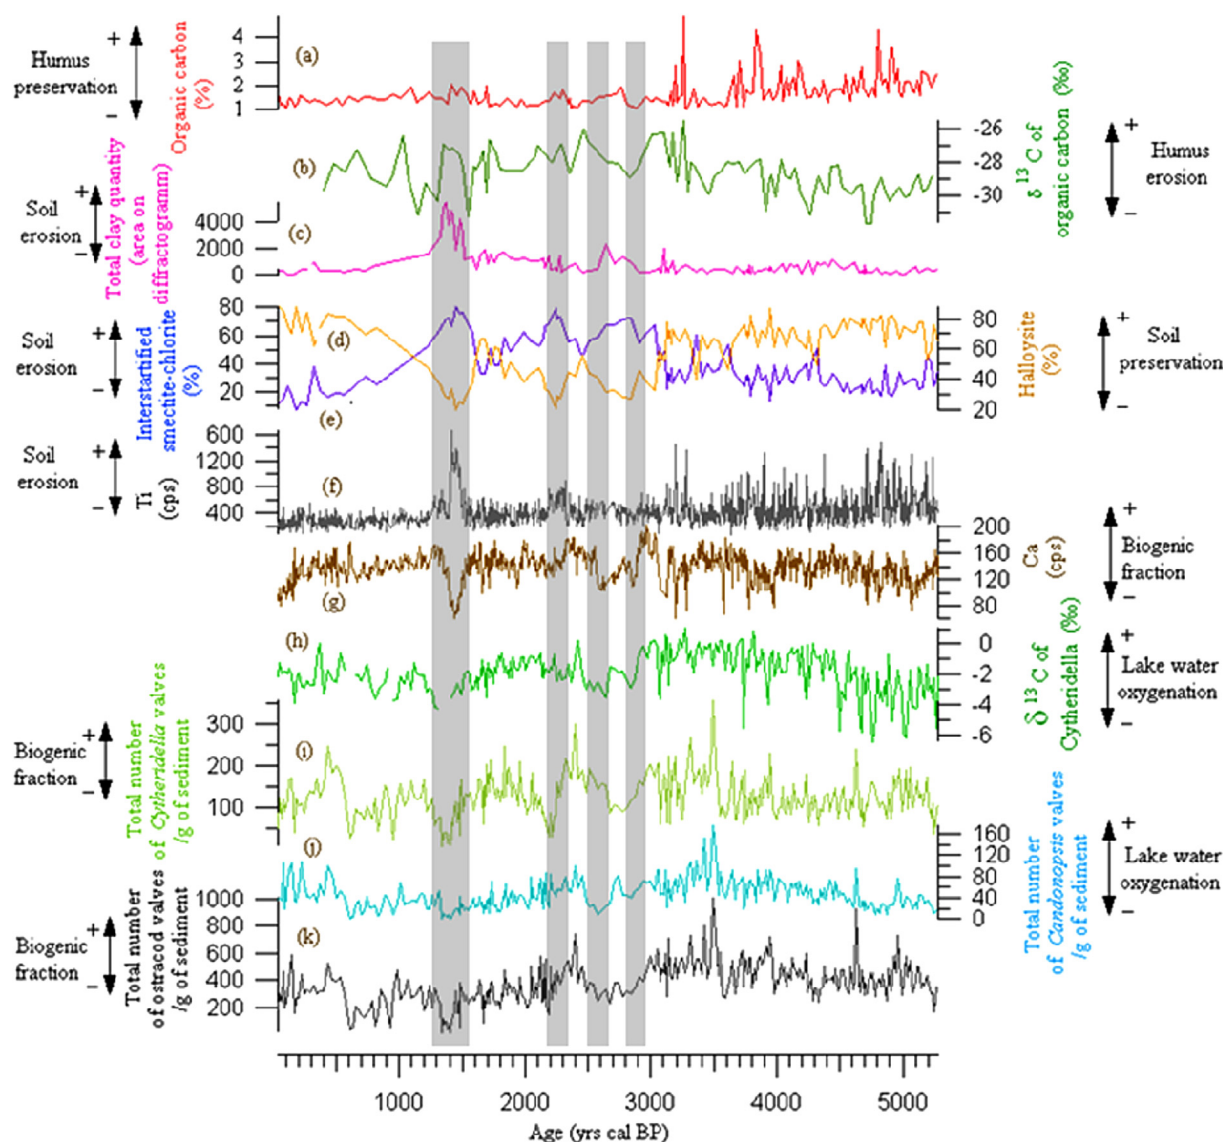 +
Humus
preservation
−
Organic carbon
(%)
4
3
2
1
(a)
(b)
-26
-28
-30
δ 13 C of
organic carbon (‰)
+
Humus
erosion
−
+
Soil
erosion
−
Total clay quantity
(area on
diffractogramm)
4000
2000
0
(c)
+
Soil
erosion
−
Interstartified
smectite-chlorite
(%)
80
60
40
20
(d)
(e)
80
60
40
20
Halloysite
(%)
+
Soil
preservation
−
+
Soil
erosion
−
Ti
(cps)
600
1200
800
400
(f)
(g)
200
160
120
80
Ca
(cps)
+
Biogenic
fraction
−
(h)
0
-2
-4
-6
δ 13 C of
Cytheridella (‰)
+
Lake water
oxygenation
−
+
Biogenic
fraction
−
Total number
of Cytheridella valves
/g of sediment
300
200
100
(i)
(j)
160
120
80
40
0
Total number
of Candonopsis valves
/g of sediment
+
Lake water
oxygenation
−
+
Biogenic
fraction
−
Total number
of ostracod valves
/g of sediment
1000
800
600
400
200
(k)
1000
2000
3000
4000
5000
Age (yrs cal BP)